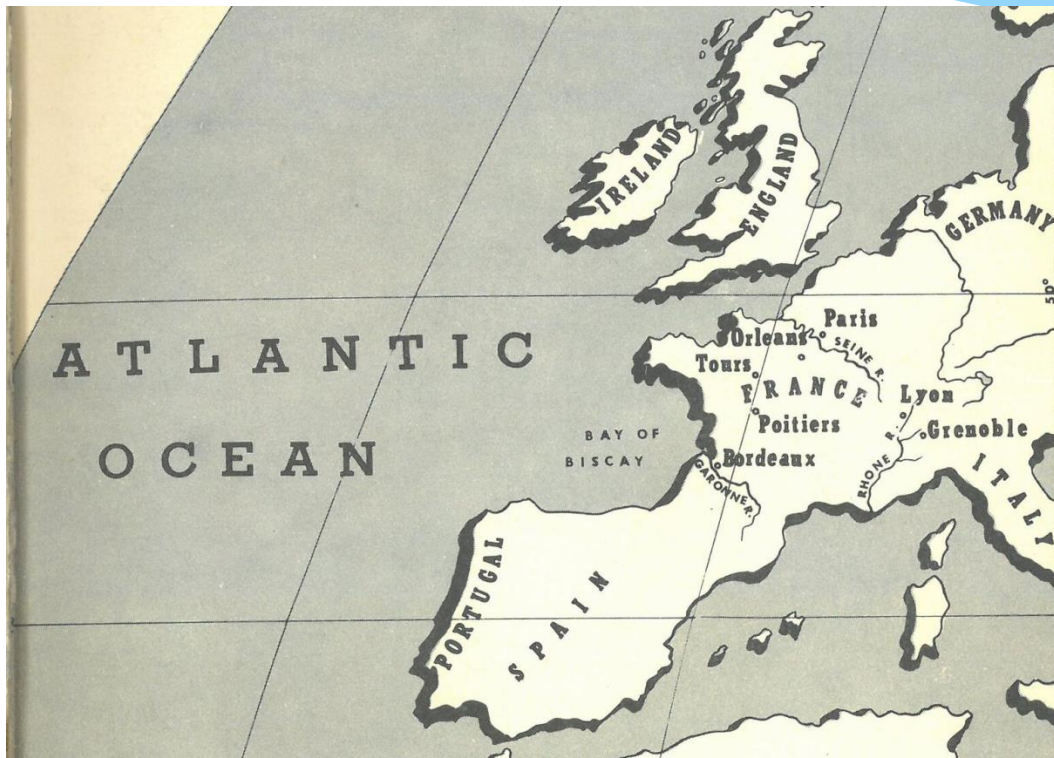 IRELAND
ENGLAND
GERMANY
50°
ATLANTIC
OCEAN
Paris
Orleans
SEINE R.
Tours
FRANCE
Lyon
Poitiers
Grenoble
BAY OF
BISCAY
Bordeaux
GARONNE R.
RHONE R.
ITALY
PORTUGAL
SPAIN